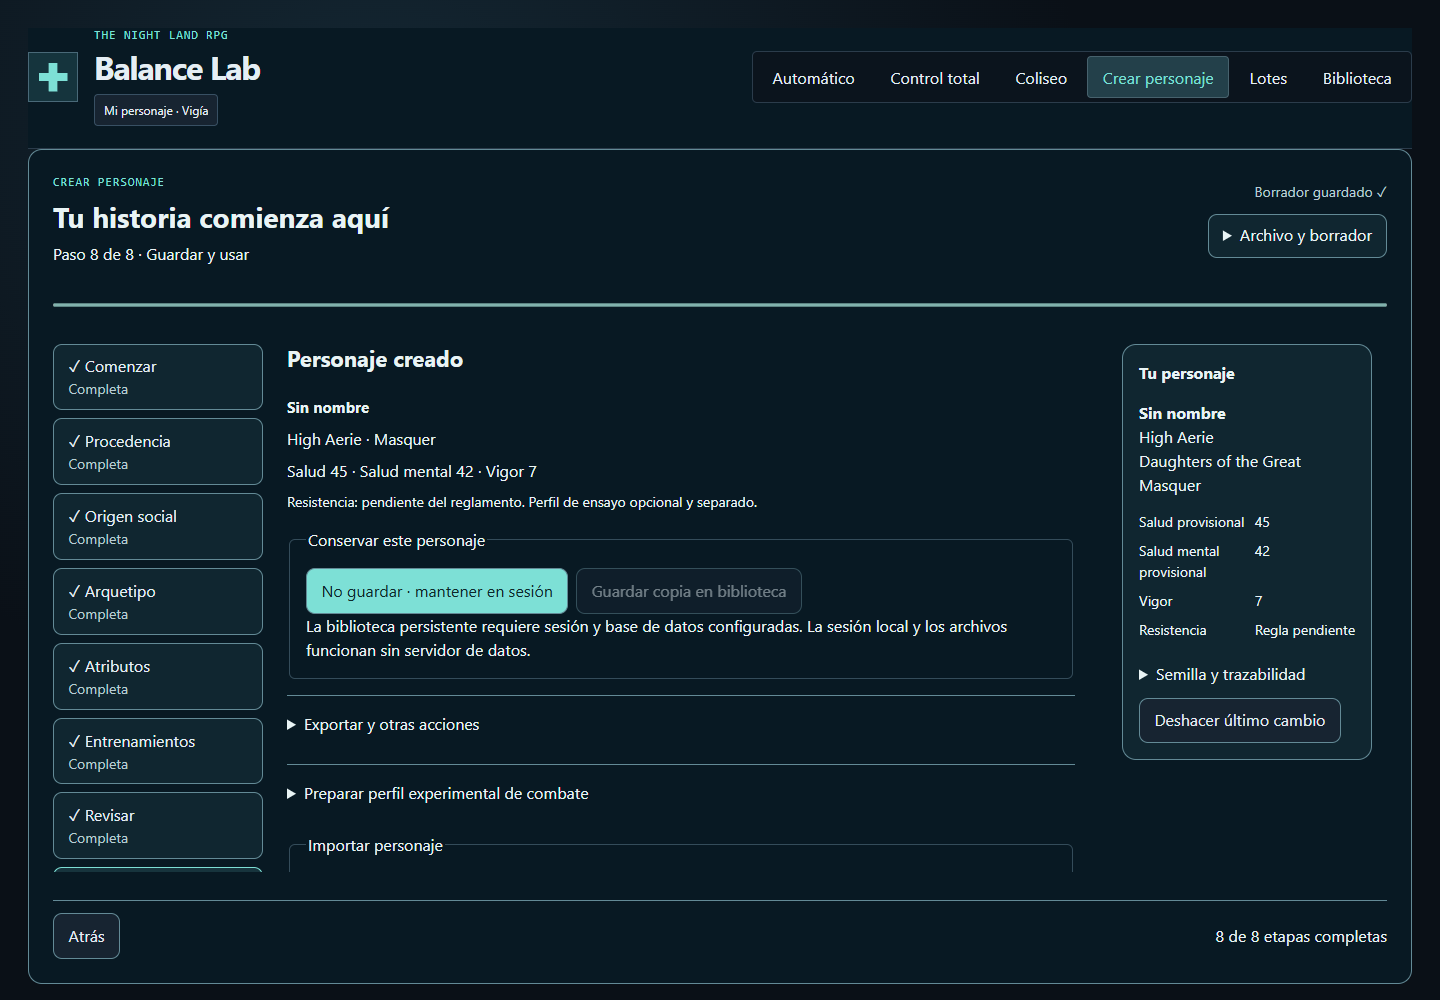 THE NIGHT LAND RPG
Balance Lab
Mi personaje · Vigía
Automático
Control total
Coliseo
Crear personaje
Lotes
Biblioteca
CREAR PERSONAJE
Tu historia comienza aquí
Paso 8 de 8 · Guardar y usar
Borrador guardado ✓
▶ Archivo y borrador
✓ Comenzar
Completa
✓ Procedencia
Completa
✓ Origen social
Completa
✓ Arquetipo
Completa
✓ Atributos
Completa
✓ Entrenamientos
Completa
✓ Revisar
Completa
Personaje creado
Sin nombre
High Aerie · Masquer
Salud 45 · Salud mental 42 · Vigor 7
Resistencia: pendiente del reglamento. Perfil de ensayo opcional y separado.
Conservar este personaje
No guardar · mantener en sesión
Guardar copia en biblioteca
La biblioteca persistente requiere sesión y base de datos configuradas. La sesión local y los archivos
funcionan sin servidor de datos.
▶ Exportar y otras acciones
▶ Preparar perfil experimental de combate
Importar personaje
Tu personaje
Sin nombre
High Aerie
Daughters of the Great
Masquer
Salud provisional 45
Salud mental 42
provisional
Vigor 7
Resistencia Regla pendiente
▶ Semilla y trazabilidad
Deshacer último cambio
Atrás
8 de 8 etapas completas